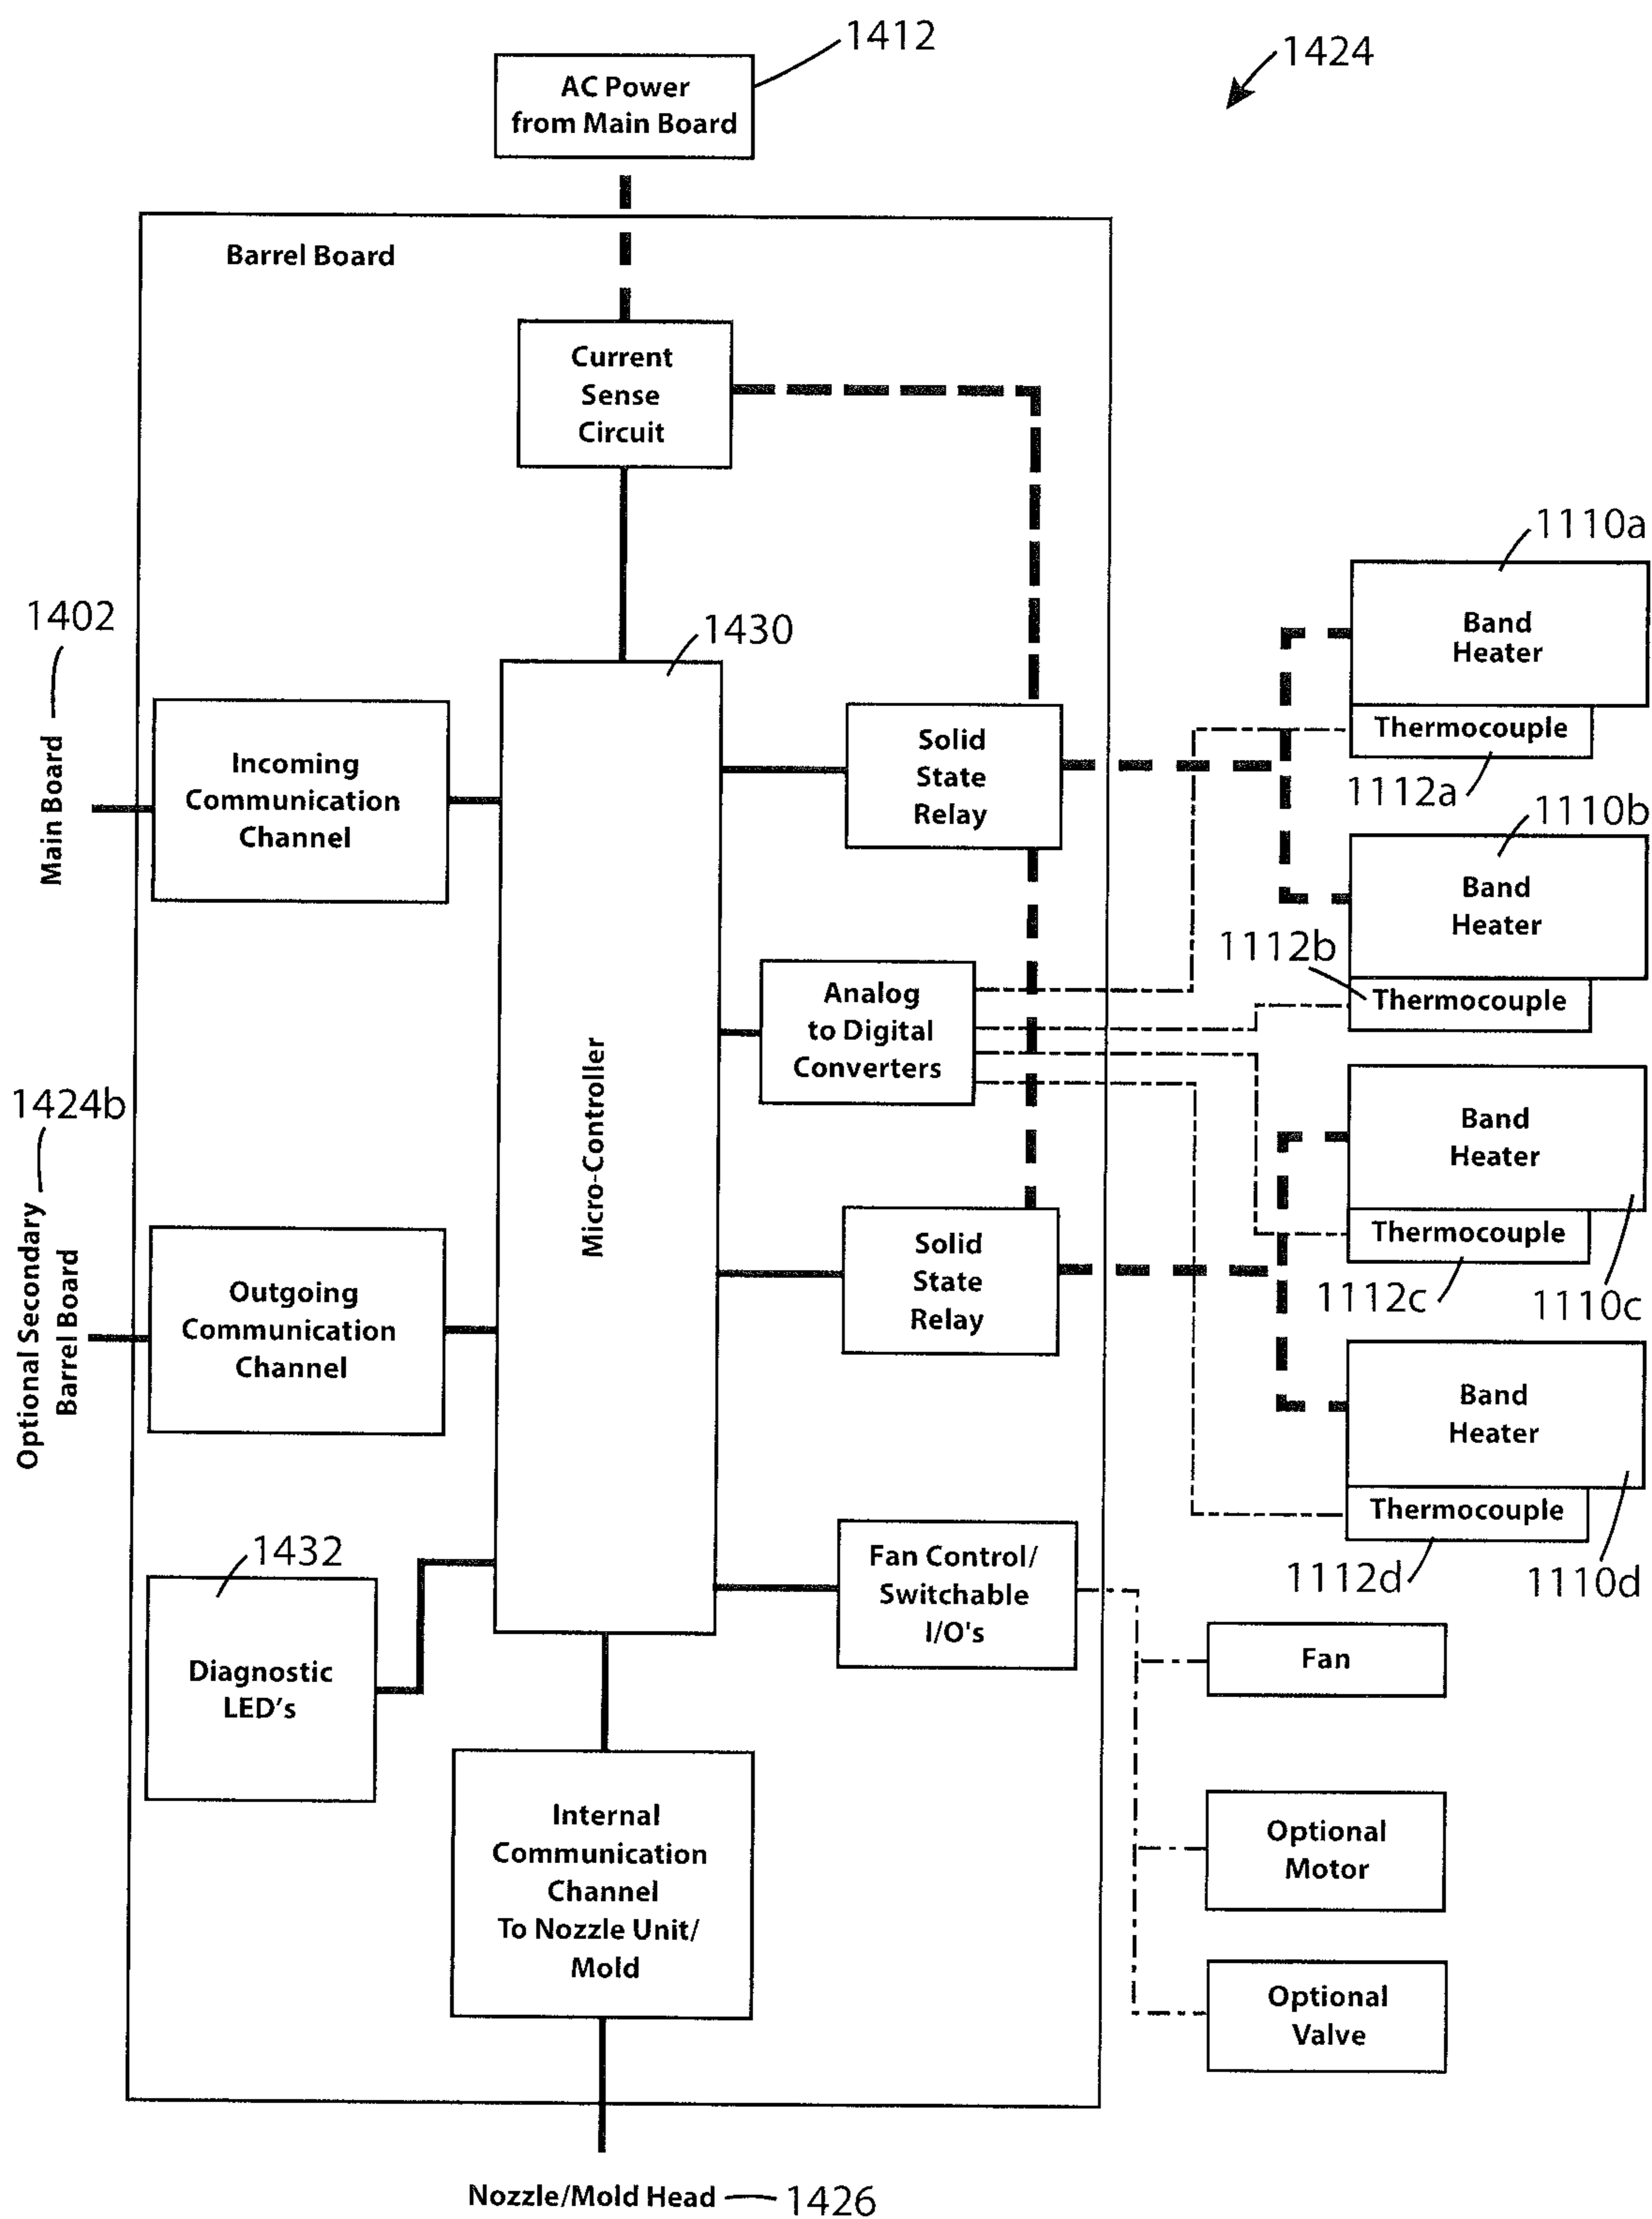 1412
1424
AC Power
from Main Board
Barrel Board
Current
Sense
Circuit
1110a
Band
Heater
Thermocouple
1112a
1402
Main Board
1430
Incoming
Communication
Channel
Solid
State
Relay
1110b
Band
Heater
1112b
Thermocouple
Analog
to Digital
Converters
Micro-Controller
1424b
Optional Secondary
Barrel Board
Outgoing
Communication
Channel
Solid
State
Relay
Band
Heater
Thermocouple
1112c
1110c
Band
Heater
Thermocouple
1112d
1110d
1432
Diagnostic
LED's
Fan Control/
Switchable
I/O's
Fan
Internal
Communication
Channel
To Nozzle Unit/
Mold
Optional
Motor
Optional
Valve
Nozzle/Mold Head
1426